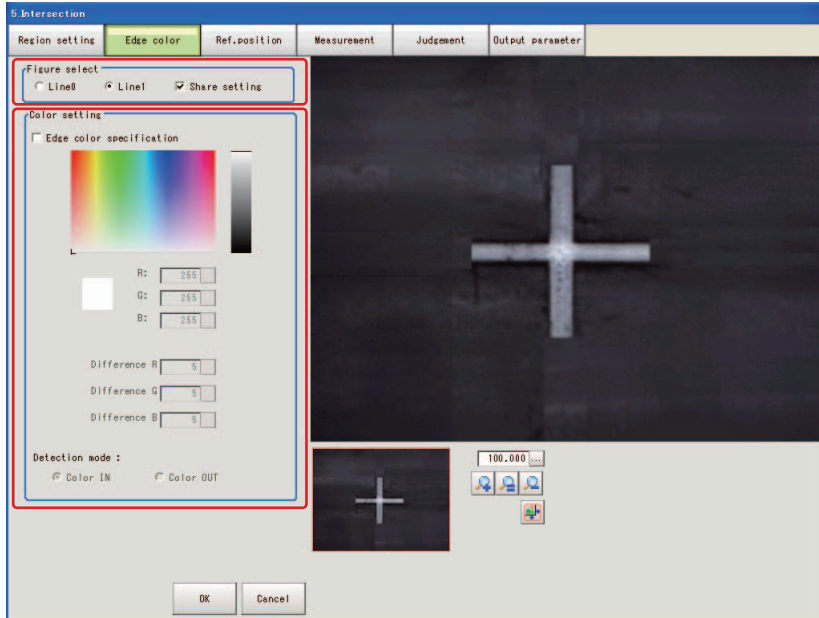 5.Intersection
Region setting Edge color Ref.position Measurement Judgement Output parameter
Figure select
Line0 Line1 Share setting
Color setting
Edge color specification
R: 255
G: 255
B: 255
Difference R 5
Difference G 5
Difference B 5
Detection mode :
Color IN Color OUT
100.000 ...
OK Cancel